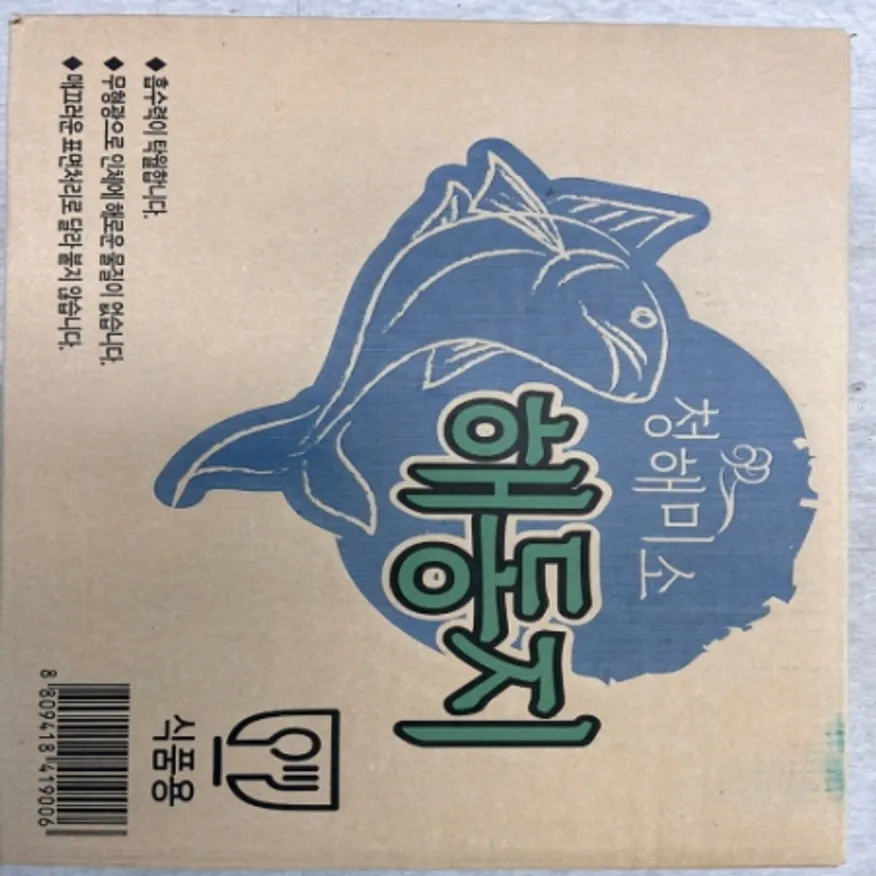 청해미소
해동지
◆흡수력이 탁월합니다.
◆무형광으로 인체에 해로운 물질이 없습니다.
◆매끄러운 표면처리로 달라 붙지 않습니다.
식품용
8 809418 419006